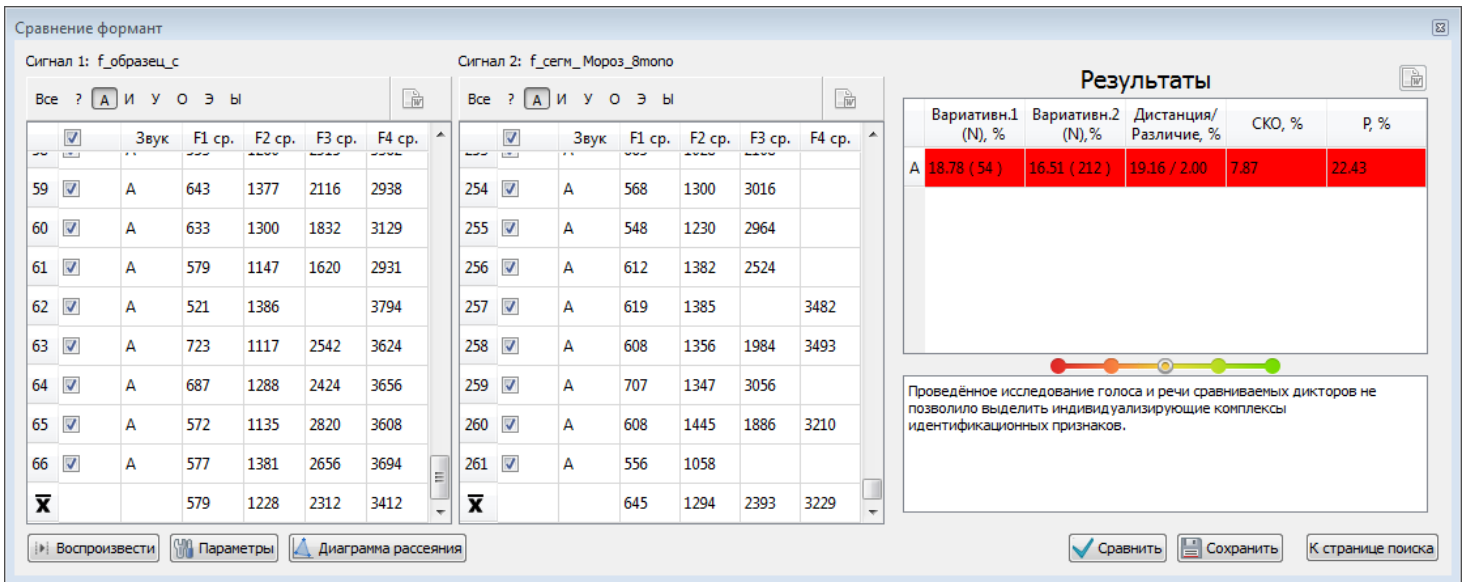 Сравнение формант
Сигнал 1: f_образец_с
Сигнал 2: f_сегм_Мороз_8mono
Все ? А И У О Э Ы
Все ? А И У О Э Ы
Результаты
Звук F1 ср. F2 ср. F3 ср. F4 ср.
59 А 643 1377 2116 2938
60 А 633 1300 1832 3129
61 А 579 1147 1620 2931
62 А 521 1386 3794
63 А 723 1117 2542 3624
64 А 687 1288 2424 3656
65 А 572 1135 2820 3608
66 А 577 1381 2656 3694
X 579 1228 2312 3412
Звук F1 ср. F2 ср. F3 ср. F4 ср.
254 А 568 1300 3016
255 А 548 1230 2964
256 А 612 1382 2524
257 А 619 1385 3482
258 А 608 1356 1984 3493
259 А 707 1347 3056
260 А 608 1445 1886 3210
261 А 556 1058
X 645 1294 2393 3229
Вариативн.1 Вариативн.2 Дистанция/
(N), % (N),% Различие, % СКО, % P, %
А 18.78 ( 54 ) 16.51 ( 212 ) 19.16 / 2.00 7.87 22.43
Проведённое исследование голоса и речи сравниваемых дикторов не
позволило выделить индивидуализирующие комплексы
идентификационных признаков.
Воспроизвести Параметры Диаграмма рассеяния
Сравнить Сохранить К странице поиска